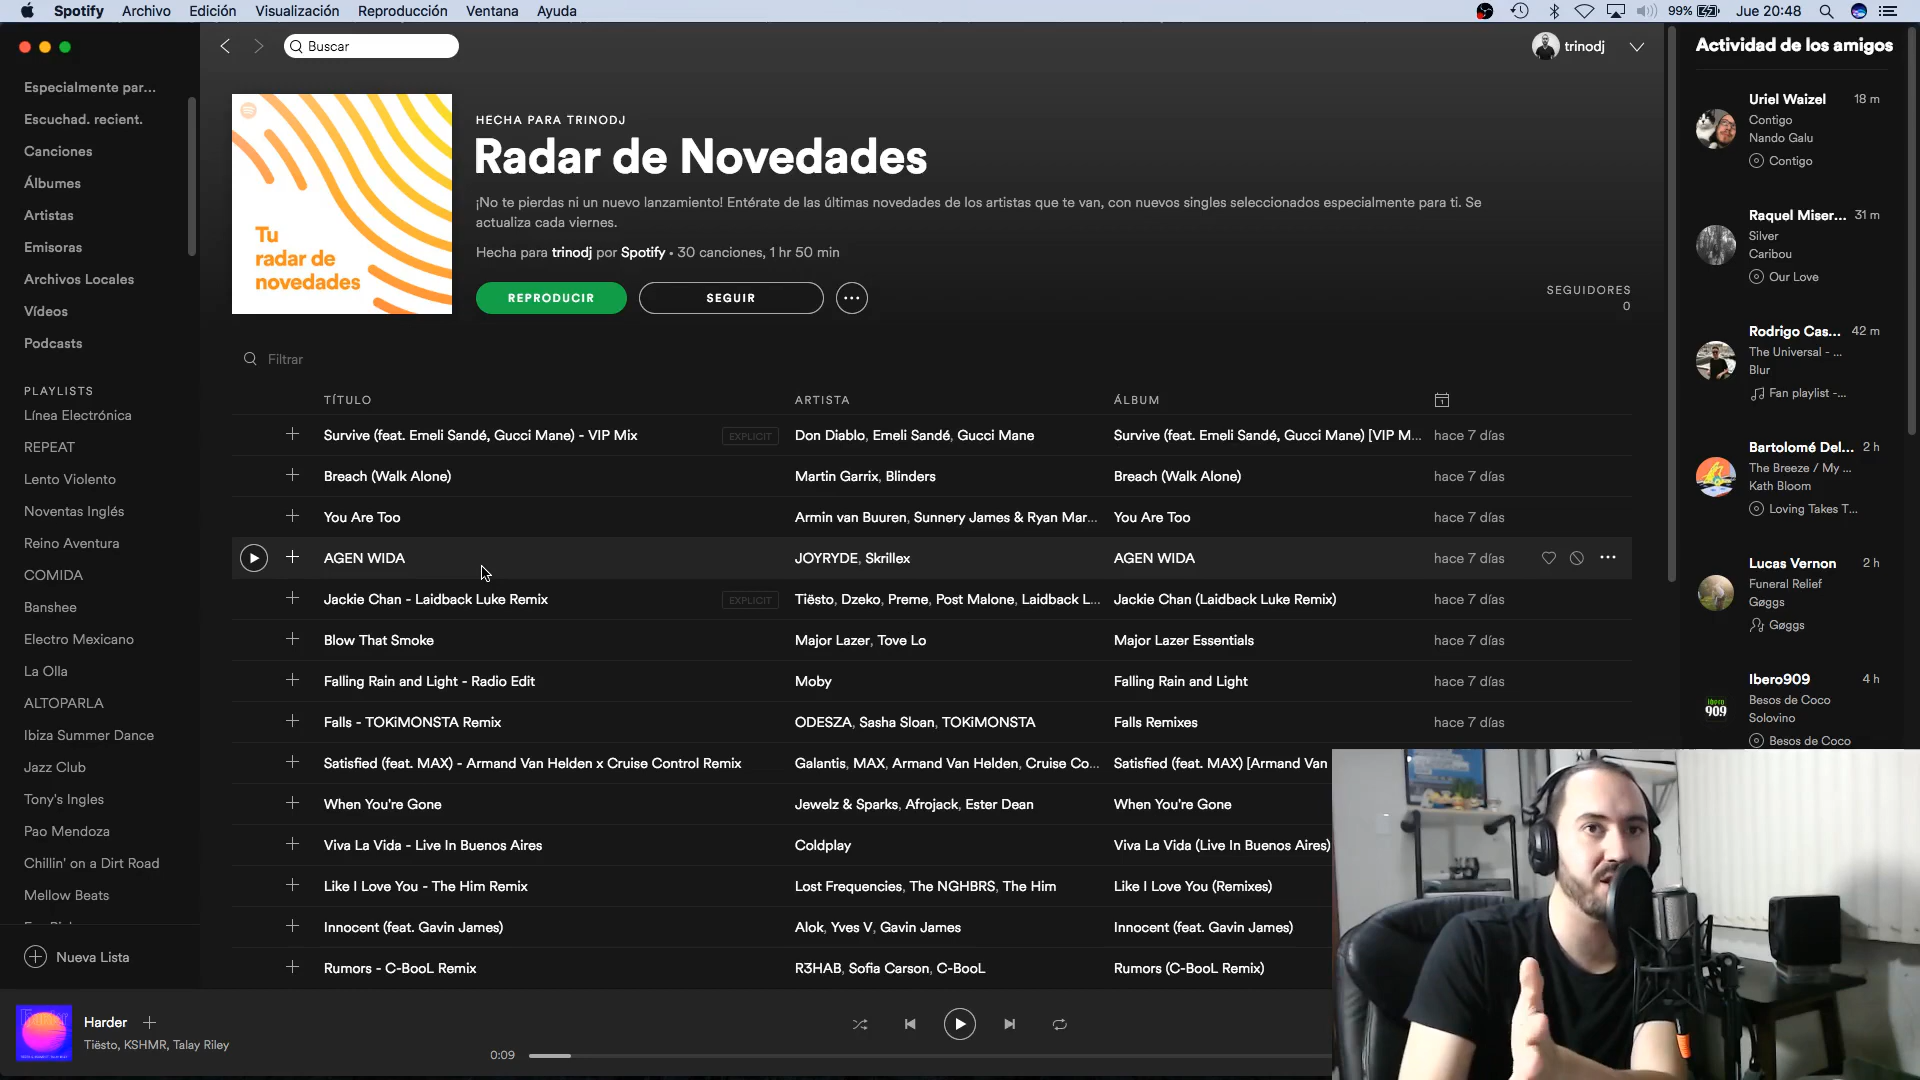 Spotify Archivo Edición Visualización Reproducción Ventana Ayuda 99% Jue 20:48
Buscar
trinodj
Especialmente par...
Escuchad. recient.
Canciones
Álbumes
Artistas
Emisoras
Archivos Locales
Vídeos
Podcasts
PLAYLISTS
Línea Electrónica
REPEAT
Lento Violento
Noventas Inglés
Reino Aventura
COMIDA
Banshee
Electro Mexicano
La Olla
ALTOPARLA
Ibiza Summer Dance
Jazz Club
Tony's Ingles
Pao Mendoza
Chillin' on a Dirt Road
Mellow Beats
Nueva Lista
Tu
radar de
novedades
HECHA PARA TRINODJ
Radar de Novedades
¡No te pierdas ni un nuevo lanzamiento! Entérate de las últimas novedades de los artistas que te van, con nuevos singles seleccionados especialmente para ti. Se
actualiza cada viernes.
Hecha para trinodj por Spotify • 30 canciones, 1 hr 50 min
REPRODUCIR SEGUIR
SEGUIDORES
0
Filtrar
TÍTULO ARTISTA ÁLBUM
Survive (feat. Emeli Sandé, Gucci Mane) - VIP Mix EXPLICIT Don Diablo, Emeli Sandé, Gucci Mane Survive (feat. Emeli Sandé, Gucci Mane) [VIP M... hace 7 días
Breach (Walk Alone) Martin Garrix, Blinders Breach (Walk Alone) hace 7 días
You Are Too Armin van Buuren, Sunnery James & Ryan Mar... You Are Too hace 7 días
AGEN WIDA JOYRYDE, Skrillex AGEN WIDA hace 7 días
Jackie Chan - Laidback Luke Remix EXPLICIT Tiësto, Dzeko, Preme, Post Malone, Laidback L... Jackie Chan (Laidback Luke Remix) hace 7 días
Blow That Smoke Major Lazer, Tove Lo Major Lazer Essentials hace 7 días
Falling Rain and Light - Radio Edit Moby Falling Rain and Light hace 7 días
Falls - TOKiMONSTA Remix ODESZA, Sasha Sloan, TOKiMONSTA Falls Remixes hace 7 días
Satisfied (feat. MAX) - Armand Van Helden x Cruise Control Remix Galantis, MAX, Armand Van Helden, Cruise Co... Satisfied (feat. MAX) [Armand Van
When You're Gone Jewelz & Sparks, Afrojack, Ester Dean When You're Gone
Viva La Vida - Live In Buenos Aires Coldplay Viva La Vida (Live In Buenos Aires)
Like I Love You - The Him Remix Lost Frequencies, The NGHBRS, The Him Like I Love You (Remixes)
Innocent (feat. Gavin James) Alok, Yves V, Gavin James Innocent (feat. Gavin James)
Rumors - C-BooL Remix R3HAB, Sofia Carson, C-BooL Rumors (C-BooL Remix)
Actividad de los amigos
Uriel Waizel 18 m
Contigo
Nando Galu
Contigo
Raquel Miser... 31 m
Silver
Caribou
Our Love
Rodrigo Cas... 42 m
The Universal - ...
Blur
Fan playlist -...
Bartolomé Del... 2 h
The Breeze / My ...
Kath Bloom
Loving Takes T...
Lucas Vernon 2 h
Funeral Relief
Gøggs
Gøggs
Ibero909 4 h
ibero
909
Besos de Coco
Solovino
Besos de Coco
Harder
Tiësto, KSHMR, Talay Riley
0:09